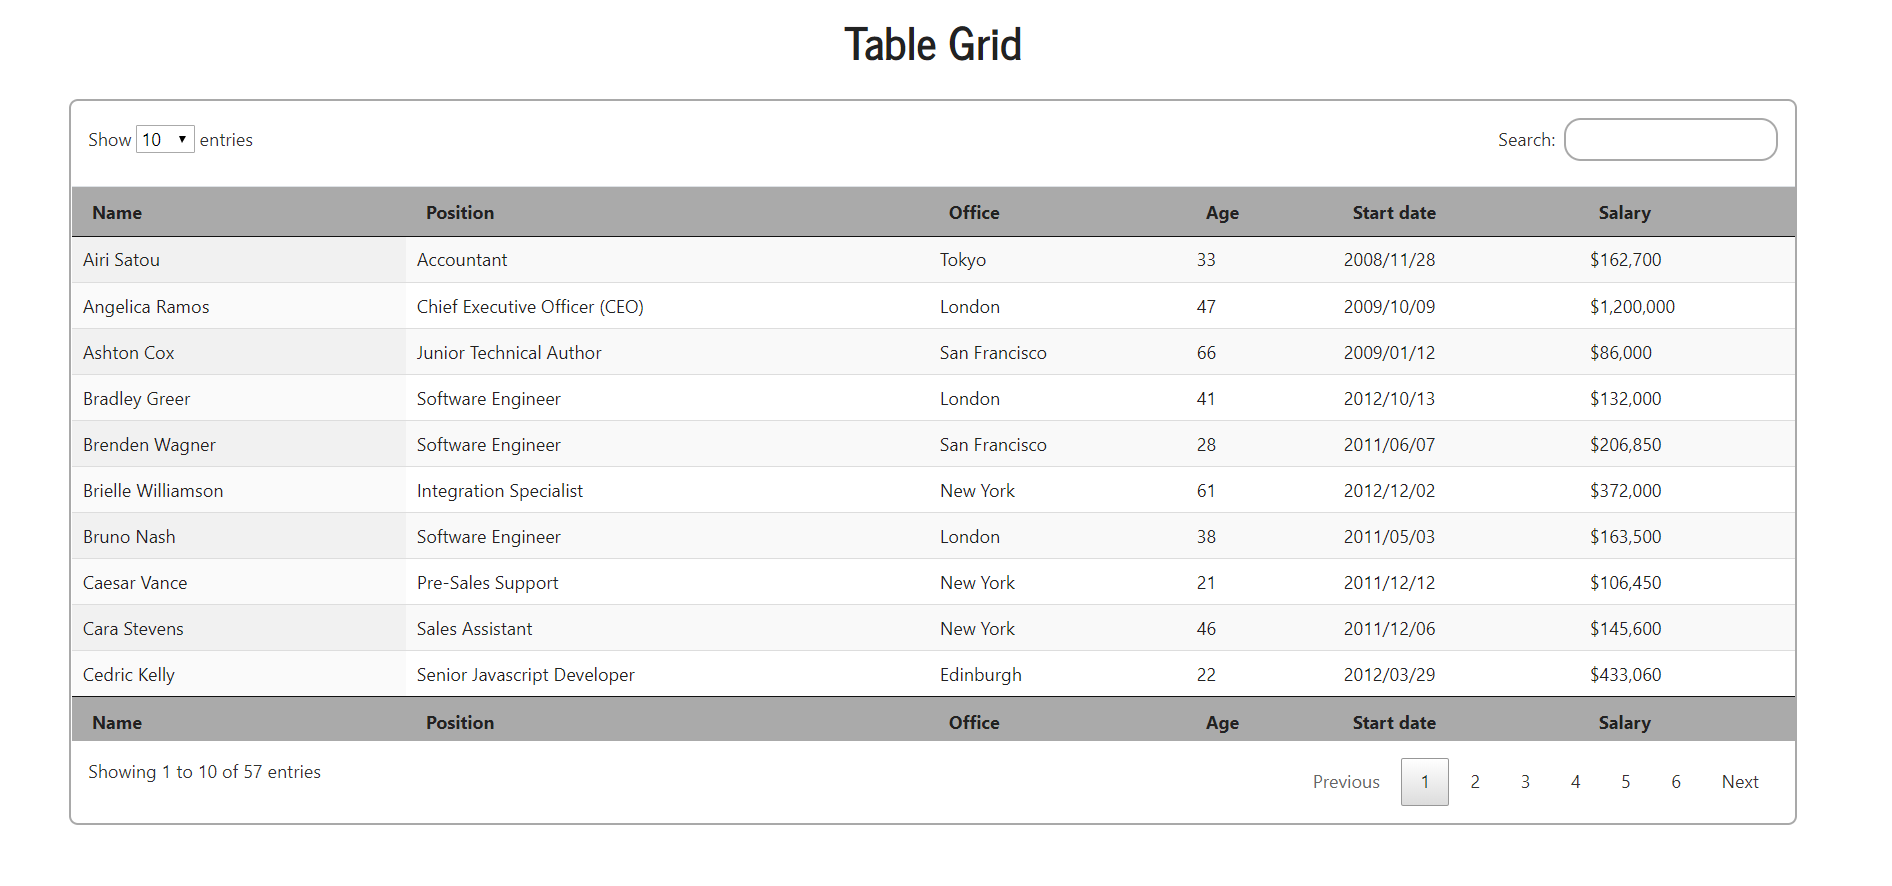 Table Grid
Show 10 entries Search:
Name Position Office Age Start date Salary
Airi Satou Accountant Tokyo 33 2008/11/28 $162,700
Angelica Ramos Chief Executive Officer (CEO) London 47 2009/10/09 $1,200,000
Ashton Cox Junior Technical Author San Francisco 66 2009/01/12 $86,000
Bradley Greer Software Engineer London 41 2012/10/13 $132,000
Brenden Wagner Software Engineer San Francisco 28 2011/06/07 $206,850
Brielle Williamson Integration Specialist New York 61 2012/12/02 $372,000
Bruno Nash Software Engineer London 38 2011/05/03 $163,500
Caesar Vance Pre-Sales Support New York 21 2011/12/12 $106,450
Cara Stevens Sales Assistant New York 46 2011/12/06 $145,600
Cedric Kelly Senior Javascript Developer Edinburgh 22 2012/03/29 $433,060
Name Position Office Age Start date Salary
Showing 1 to 10 of 57 entries Previous 1 2 3 4 5 6 Next